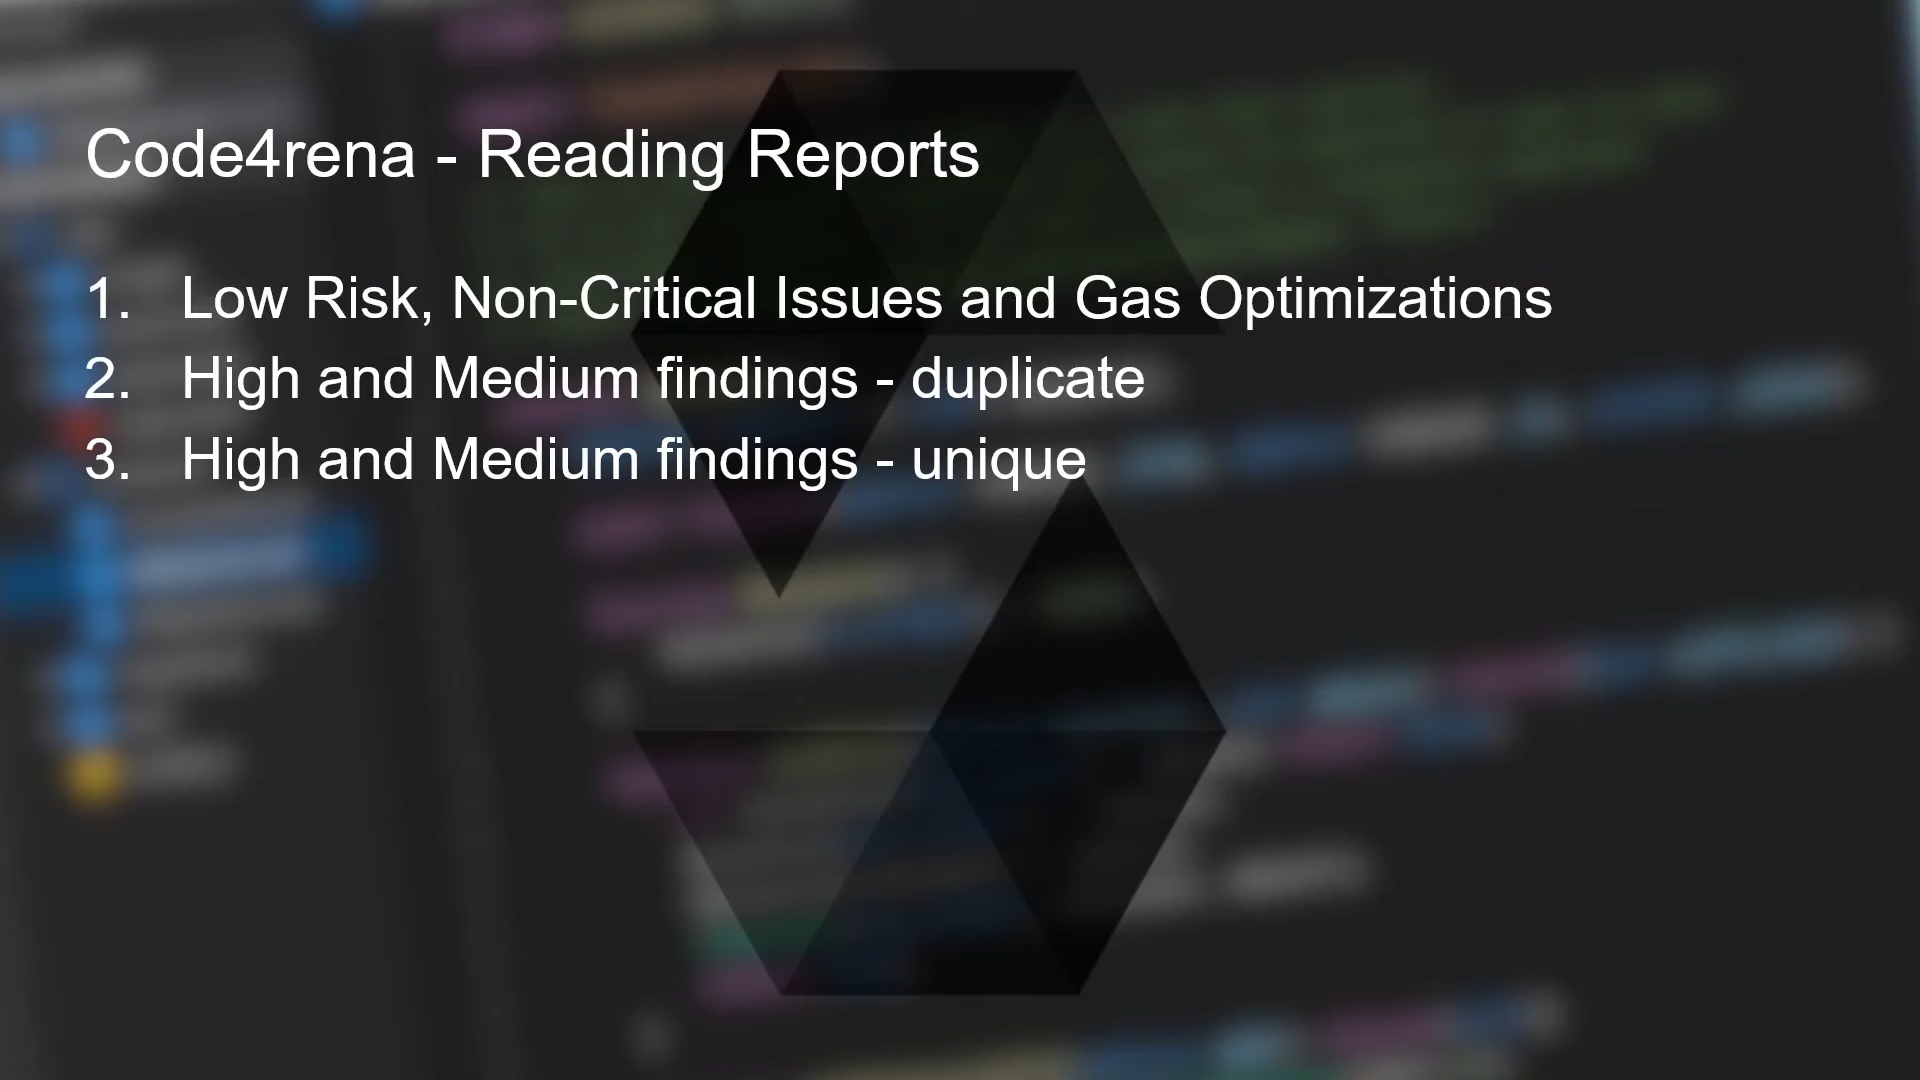 Code4rena - Reading Reports
1. Low Risk, Non-Critical Issues and Gas Optimizations
2. High and Medium findings - duplicate
3. High and Medium findings - unique